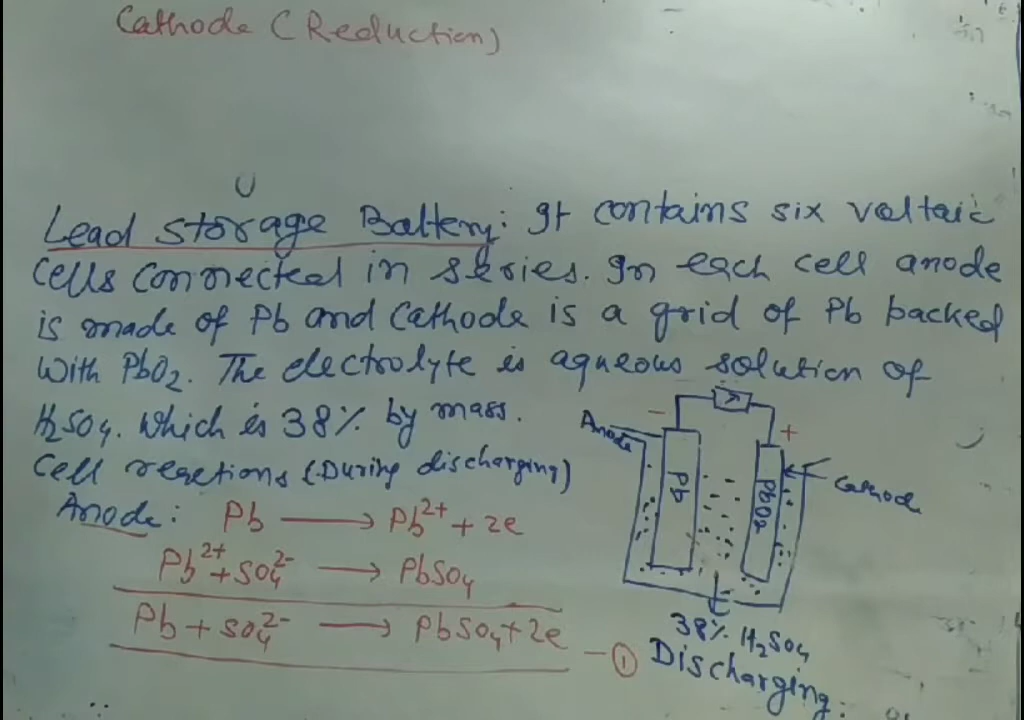 Cathode (Reduction)
Lead storage Battery: It contains six voltaic
cells connected in series. In each cell anode
is made of Pb and Cathode is a grid of Pb backed
With PbO2. The electrolyte is aqueous solution of
H2SO4. Which is 38% by mass.
Cell reactions (During discharging)
Anode: Pb → Pb²⁺ + 2e
Pb²⁺ + SO4²⁻ → PbSO4
Pb + SO4²⁻ → PbSO4 + 2e — ①
− +
Anode
Pb
PbO2
Cathode
38% H2SO4
Discharging: